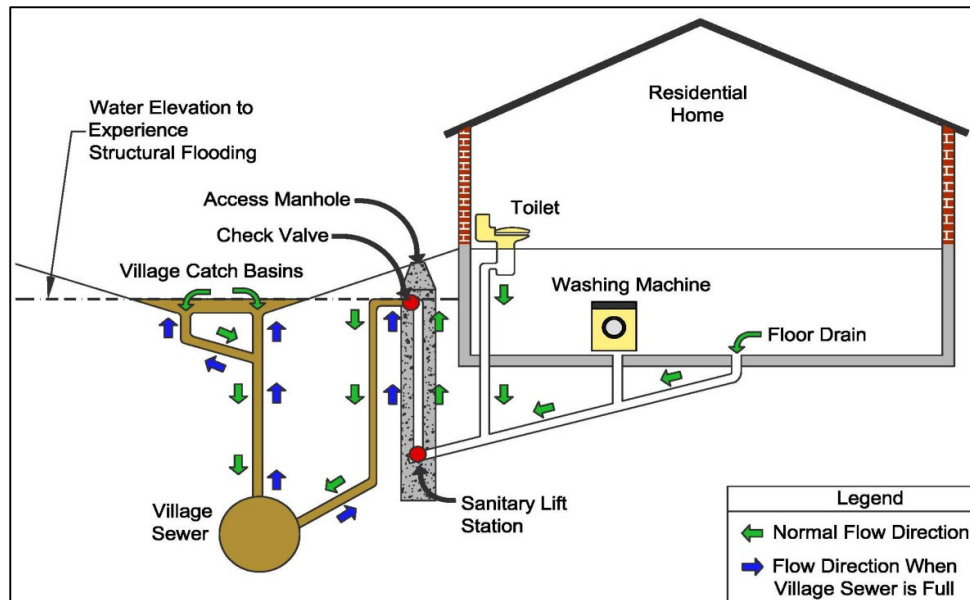 Water Elevation to
Experience
Structural Flooding
Residential
Home
Access Manhole
Toilet
Check Valve
Village Catch Basins
Washing Machine
Floor Drain
Village
Sewer
Sanitary Lift
Station
Legend
Normal Flow Direction
Flow Direction When
Village Sewer is Full